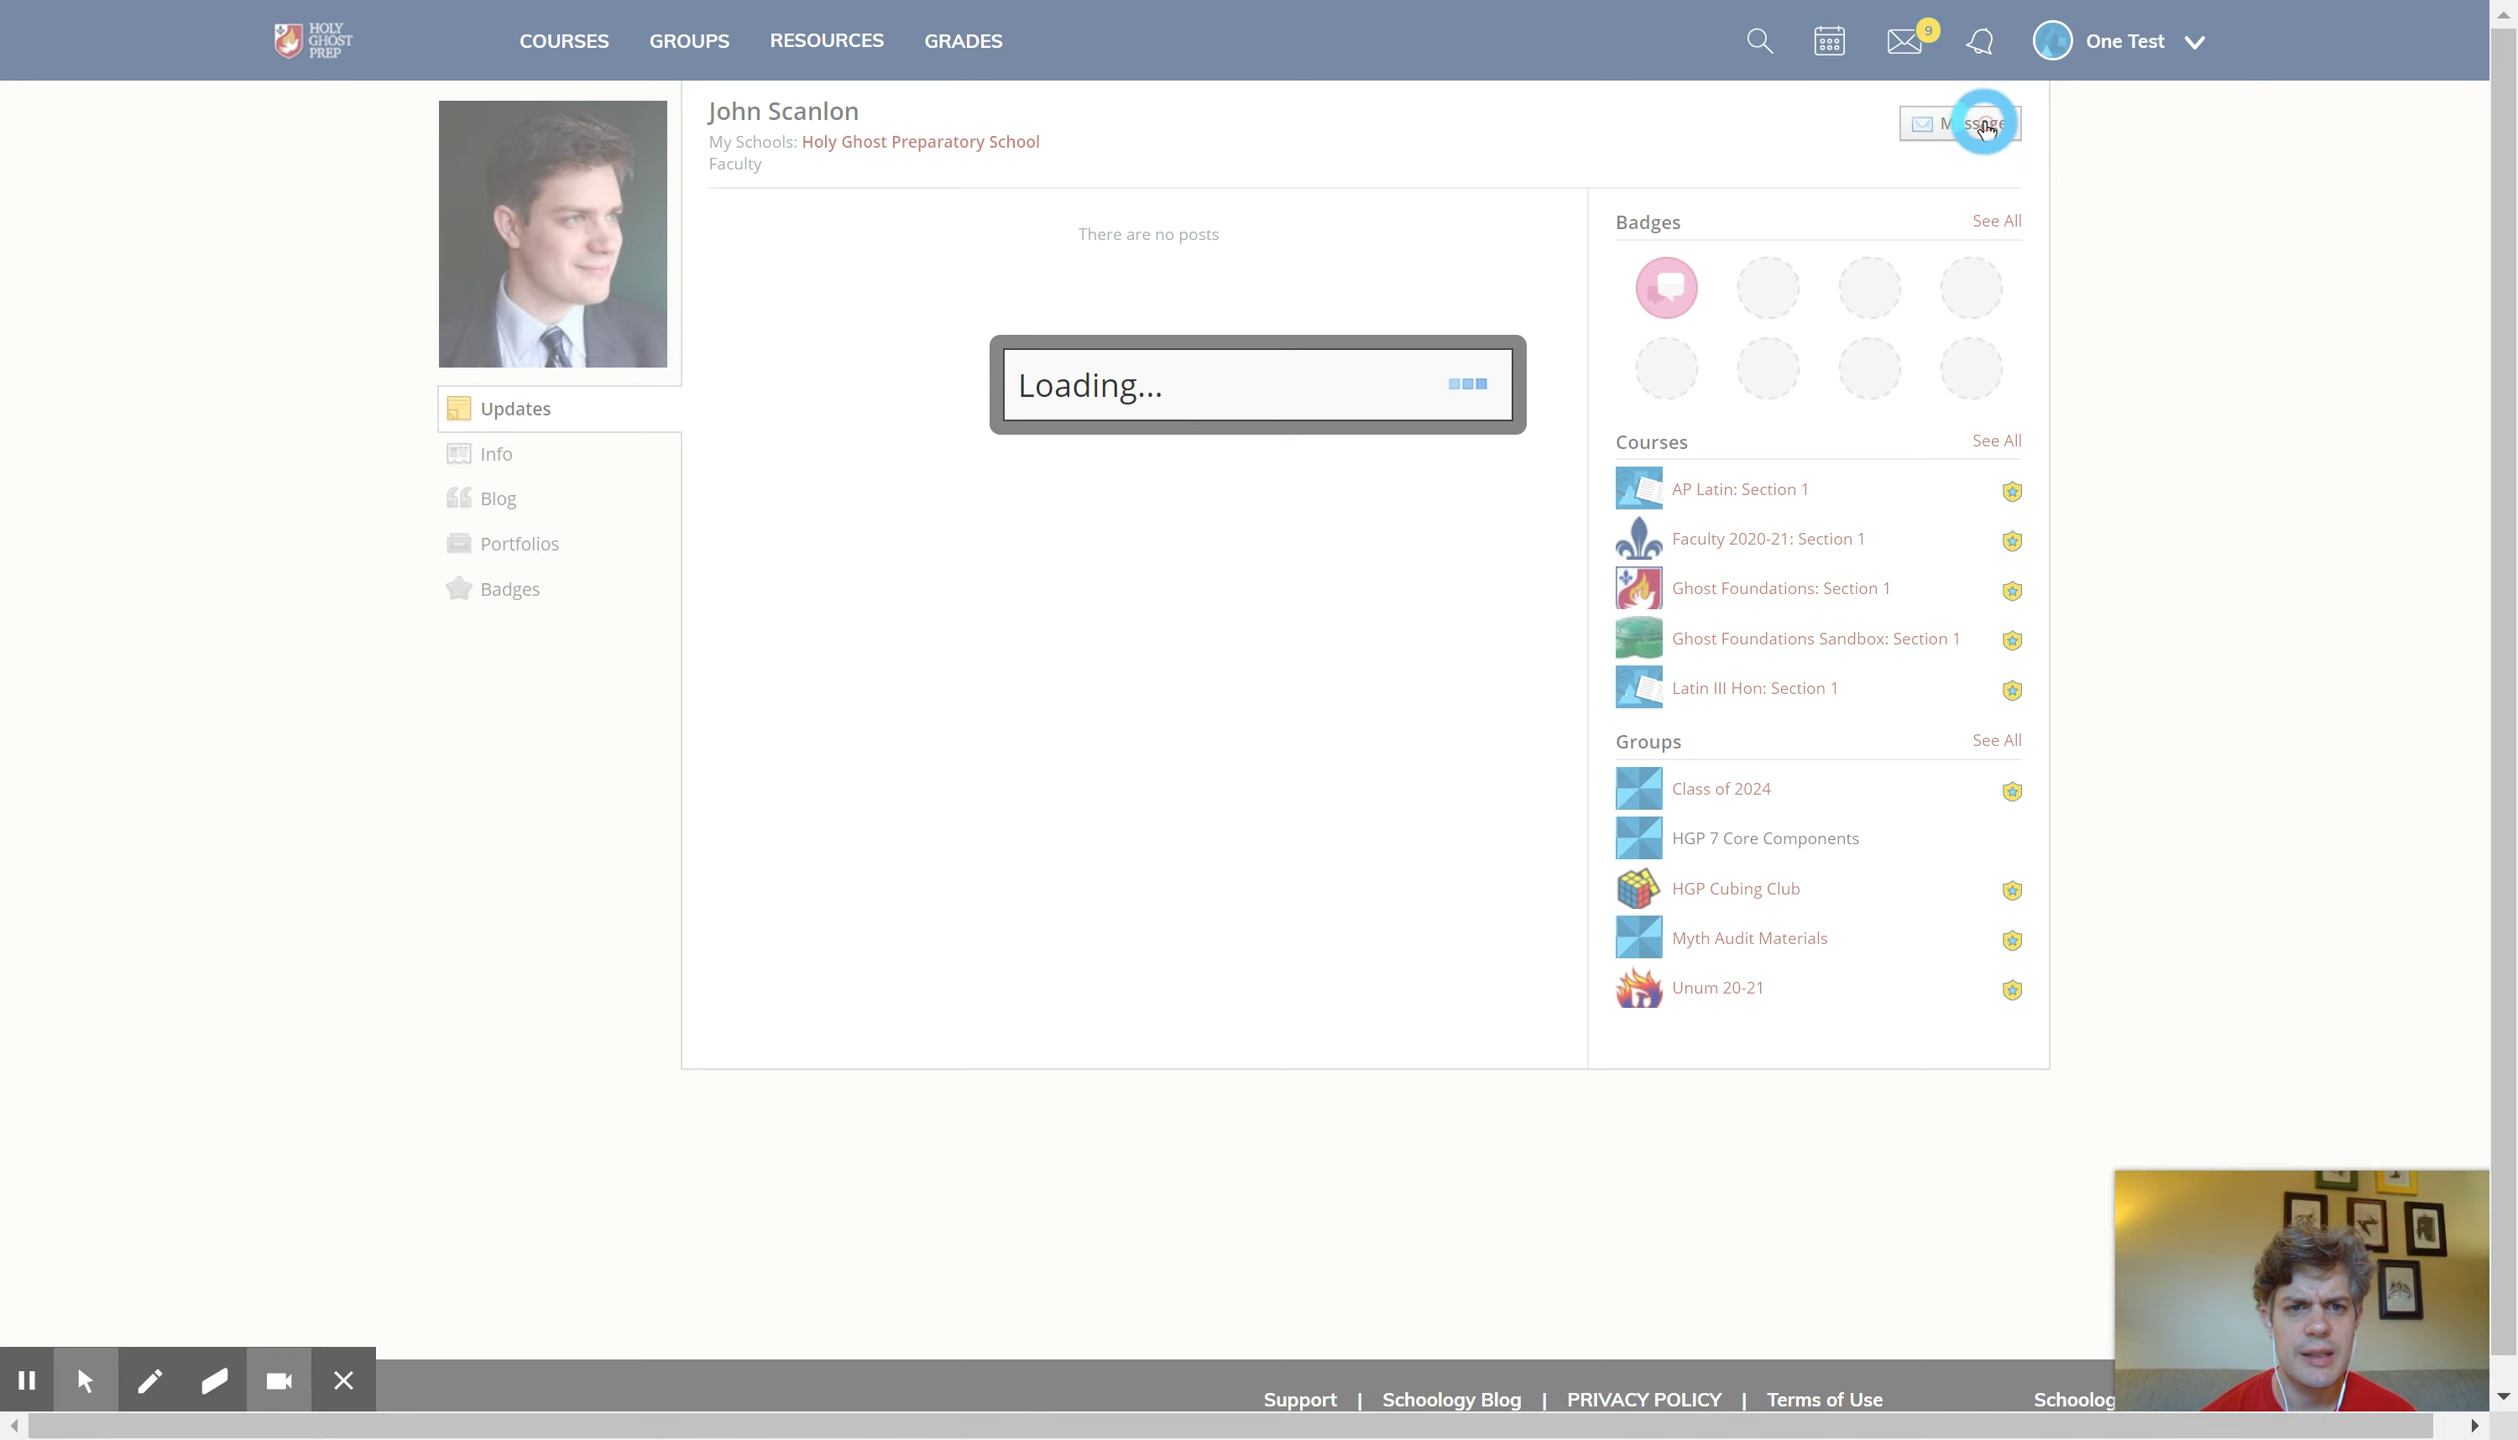 HOLY
GHOST
PREP
COURSES
GROUPS
RESOURCES
GRADES
9
One Test
John Scanlon
My Schools: Holy Ghost Preparatory School
Faculty
Message
There are no posts
Loading...
Updates
Info
Blog
Portfolios
Badges
Badges
See All
Courses
See All
AP Latin: Section 1
Faculty 2020-21: Section 1
Ghost Foundations: Section 1
Ghost Foundations Sandbox: Section 1
Latin III Hon: Section 1
Groups
See All
Class of 2024
HGP 7 Core Components
HGP Cubing Club
Myth Audit Materials
Unum 20-21
Support | Schoology Blog | PRIVACY POLICY | Terms of Use
Schoolog